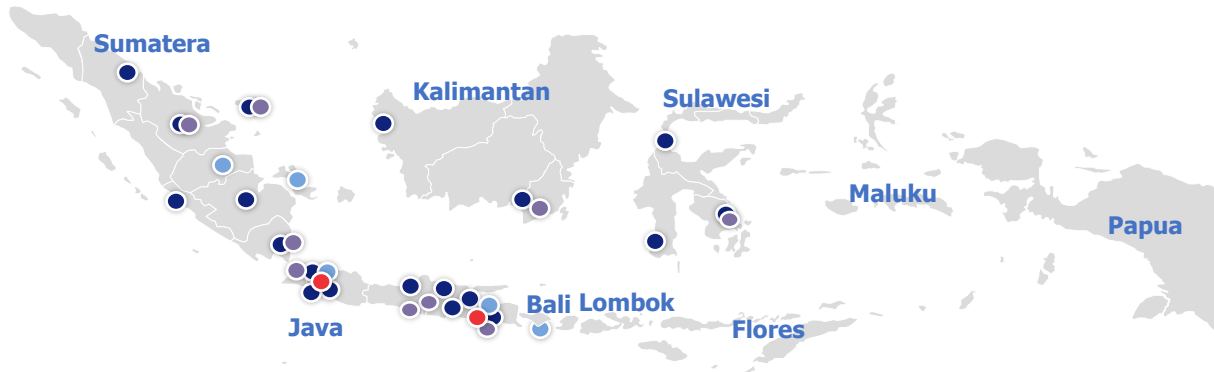 Sumatera
Kalimantan
Sulawesi
Maluku
Papua
Bali Lombok
Java
Flores